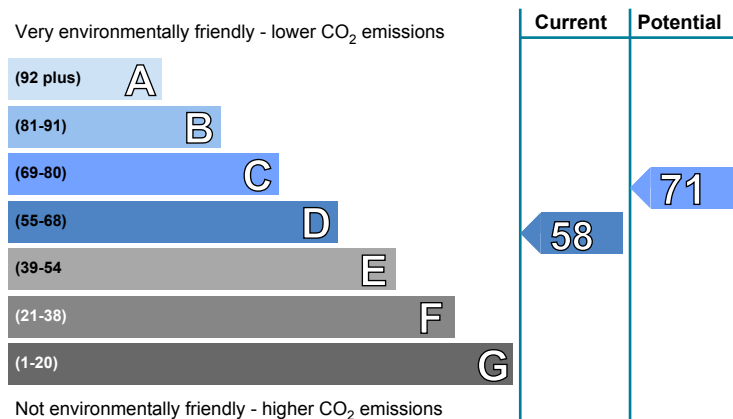 Current Potential
Very environmentally friendly - lower CO₂ emissions
(92 plus) A
(81-91) B
(69-80) C
71
(55-68) D
58
(39-54 E
(21-38) F
(1-20) G
Not environmentally friendly - higher CO₂ emissions